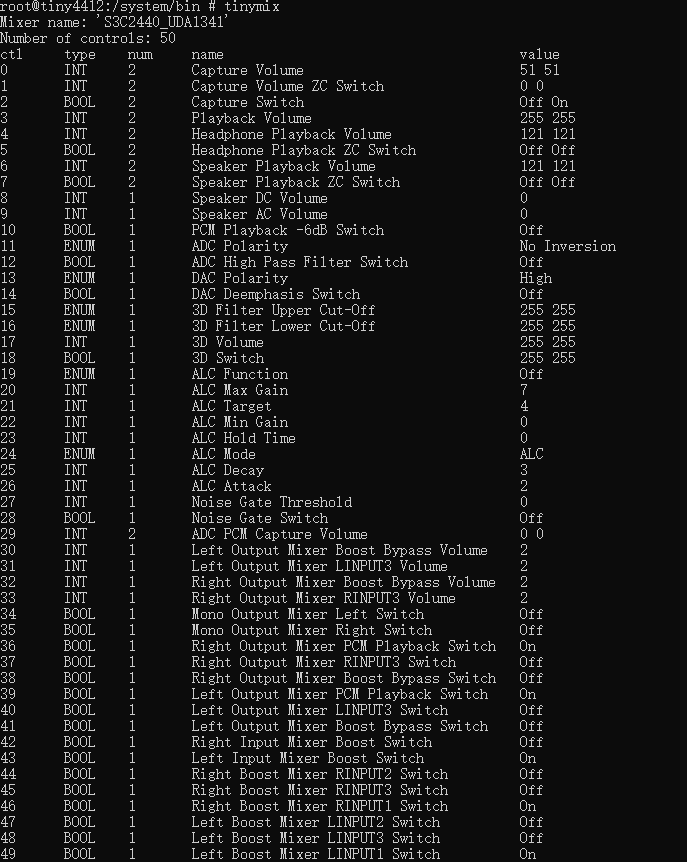 root@tiny4412:/system/bin # tinymix
Mixer name: 'S3C2440_UDA1341'
Number of controls: 50
ctl type num name value
0 INT 2 Capture Volume 51 51
1 INT 2 Capture Volume ZC Switch 0 0
2 BOOL 2 Capture Switch Off On
3 INT 2 Playback Volume 255 255
4 INT 2 Headphone Playback Volume 121 121
5 BOOL 2 Headphone Playback ZC Switch Off Off
6 INT 2 Speaker Playback Volume 121 121
7 BOOL 2 Speaker Playback ZC Switch Off Off
8 INT 1 Speaker DC Volume 0
9 INT 1 Speaker AC Volume 0
10 BOOL 1 PCM Playback -6dB Switch Off
11 ENUM 1 ADC Polarity No Inversion
12 BOOL 1 ADC High Pass Filter Switch Off
13 ENUM 1 DAC Polarity High
14 BOOL 1 DAC Deemphasis Switch Off
15 ENUM 1 3D Filter Upper Cut-Off 255 255
16 ENUM 1 3D Filter Lower Cut-Off 255 255
17 INT 1 3D Volume 255 255
18 BOOL 1 3D Switch 255 255
19 ENUM 1 ALC Function Off
20 INT 1 ALC Max Gain 7
21 INT 1 ALC Target 4
22 INT 1 ALC Min Gain 0
23 INT 1 ALC Hold Time 0
24 ENUM 1 ALC Mode ALC
25 INT 1 ALC Decay 3
26 INT 1 ALC Attack 2
27 INT 1 Noise Gate Threshold 0
28 BOOL 1 Noise Gate Switch Off
29 INT 2 ADC PCM Capture Volume 0 0
30 INT 1 Left Output Mixer Boost Bypass Volume 2
31 INT 1 Left Output Mixer LINPUT3 Volume 2
32 INT 1 Right Output Mixer Boost Bypass Volume 2
33 INT 1 Right Output Mixer RINPUT3 Volume 2
34 BOOL 1 Mono Output Mixer Left Switch Off
35 BOOL 1 Mono Output Mixer Right Switch Off
36 BOOL 1 Right Output Mixer PCM Playback Switch On
37 BOOL 1 Right Output Mixer RINPUT3 Switch Off
38 BOOL 1 Right Output Mixer Boost Bypass Switch Off
39 BOOL 1 Left Output Mixer PCM Playback Switch On
40 BOOL 1 Left Output Mixer LINPUT3 Switch Off
41 BOOL 1 Left Output Mixer Boost Bypass Switch Off
42 BOOL 1 Right Input Mixer Boost Switch Off
43 BOOL 1 Left Input Mixer Boost Switch On
44 BOOL 1 Right Boost Mixer RINPUT2 Switch Off
45 BOOL 1 Right Boost Mixer RINPUT3 Switch Off
46 BOOL 1 Right Boost Mixer RINPUT1 Switch On
47 BOOL 1 Left Boost Mixer LINPUT2 Switch Off
48 BOOL 1 Left Boost Mixer LINPUT3 Switch Off
49 BOOL 1 Left Boost Mixer LINPUT1 Switch On